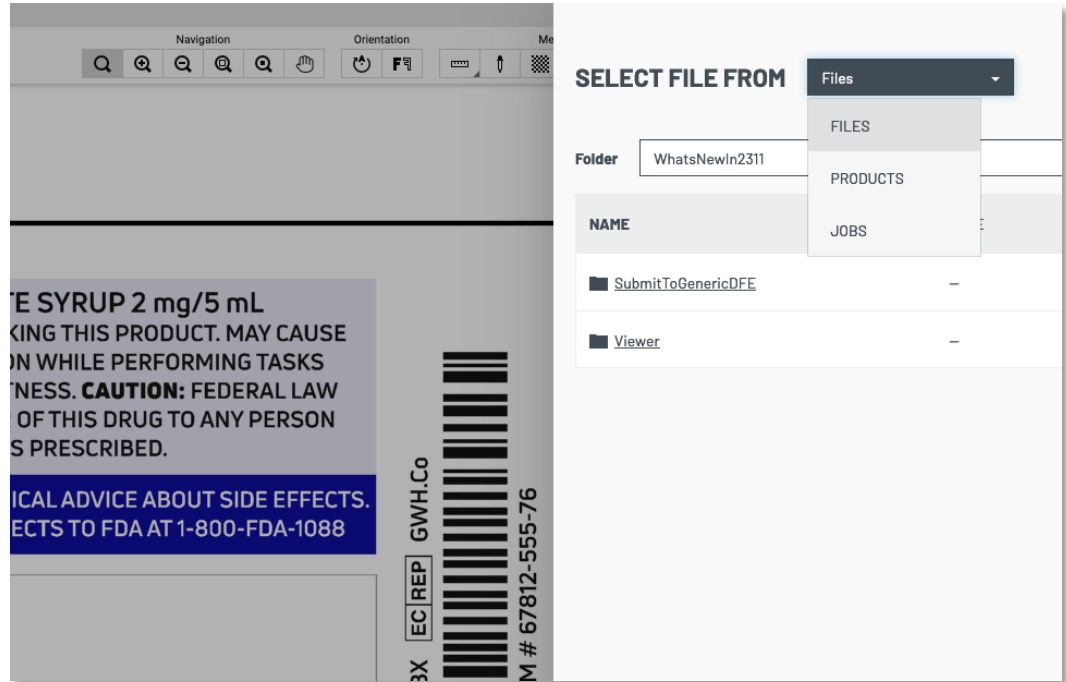 Navigation
Orientation
Me
SELECT FILE FROM
Files
FILES
PRODUCTS
JOBS
Folder
WhatsNewIn2311
NAME
E
SubmitToGenericDFE
—
Viewer
—
TE SYRUP 2 mg/5 mL
KING THIS PRODUCT. MAY CAUSE
ON WHILE PERFORMING TASKS
TNESS. CAUTION: FEDERAL LAW
OF THIS DRUG TO ANY PERSON
S PRESCRIBED.
ICAL ADVICE ABOUT SIDE EFFECTS.
ECTS TO FDA AT 1-800-FDA-1088
GWH.Co
EC REP
BX
M # 67812-555-76